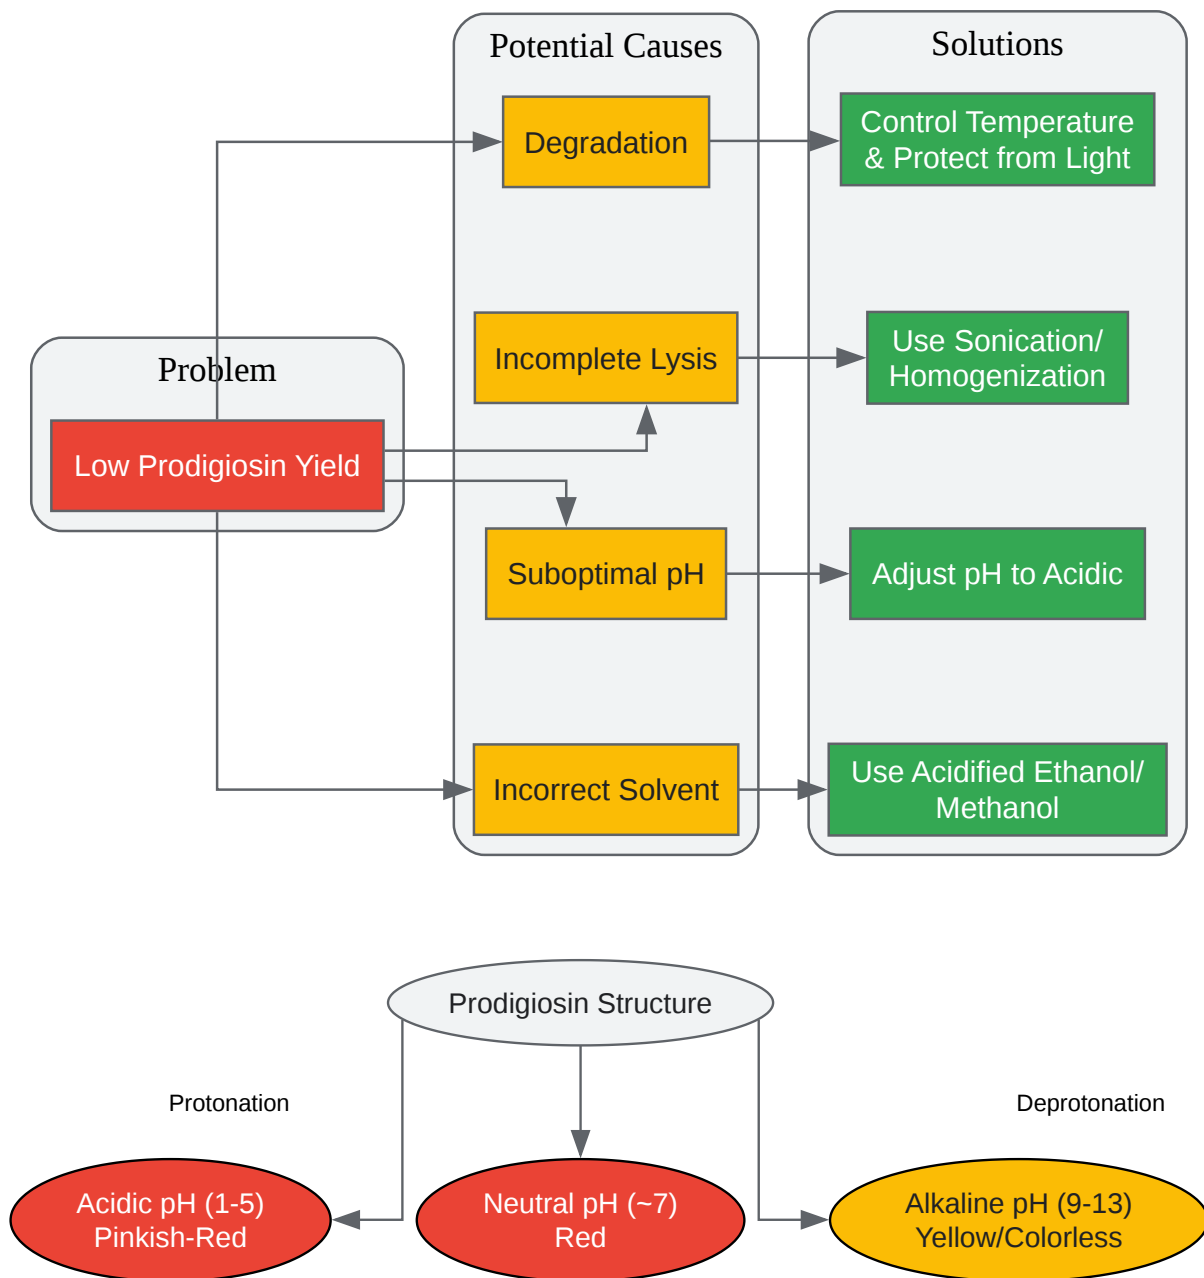 Potential Causes
Solutions
Degradation
Control Temperature
& Protect from Light
Incomplete Lysis
Use Sonication/
Homogenization
Problem
Low Prodigiosin Yield
Suboptimal pH
Adjust pH to Acidic
Incorrect Solvent
Use Acidified Ethanol/
Methanol
Prodigiosin Structure
Protonation
Deprotonation
Acidic pH (1-5)
Pinkish-Red
Neutral pH (~7)
Red
Alkaline pH (9-13)
Yellow/Colorless